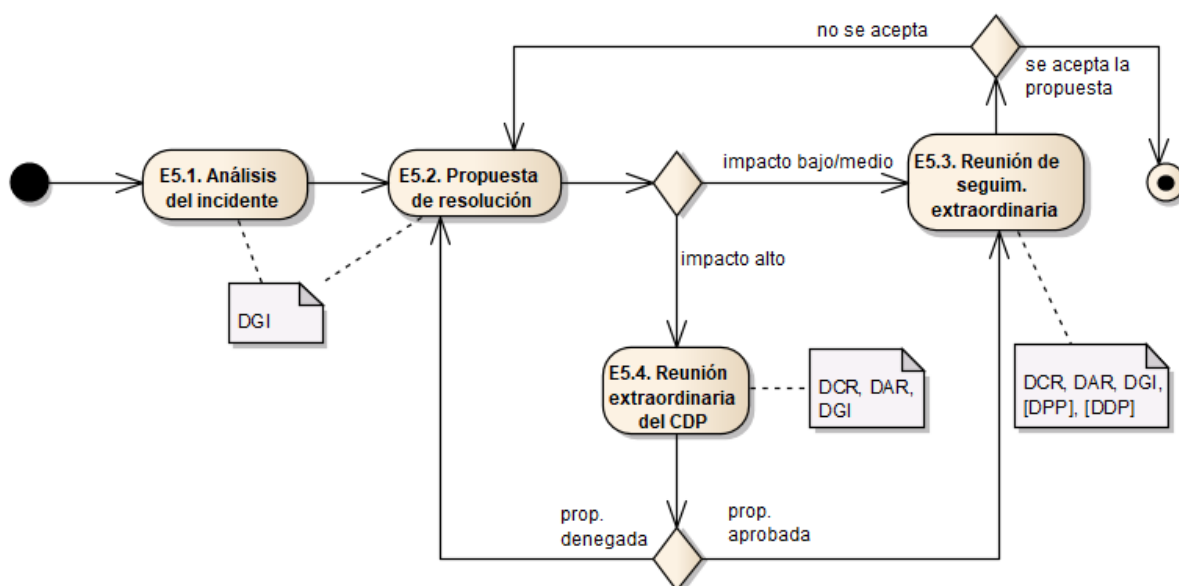 no se acepta
se acepta la
propuesta
E5.1. Análisis
del incidente
E5.2. Propuesta
de resolución
impacto bajo/medio
E5.3. Reunión de
seguim.
extraordinaria
impacto alto
DGI
E5.4. Reunión
extraordinaria
del CDP
DCR, DAR,
DGI
DCR, DAR, DGI,
[DPP], [DDP]
prop.
denegada
prop.
aprobada